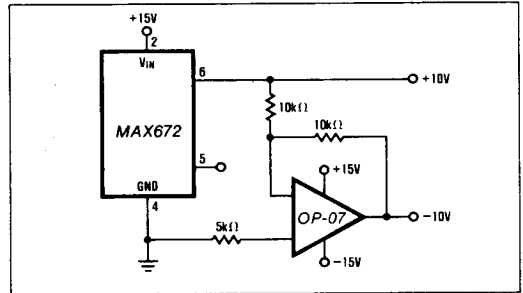 +15V
2
VIN
6
+10V
10kΩ
10kΩ
MAX672
5
+15V
GND
OP-07
-10V
4
5kΩ
-15V